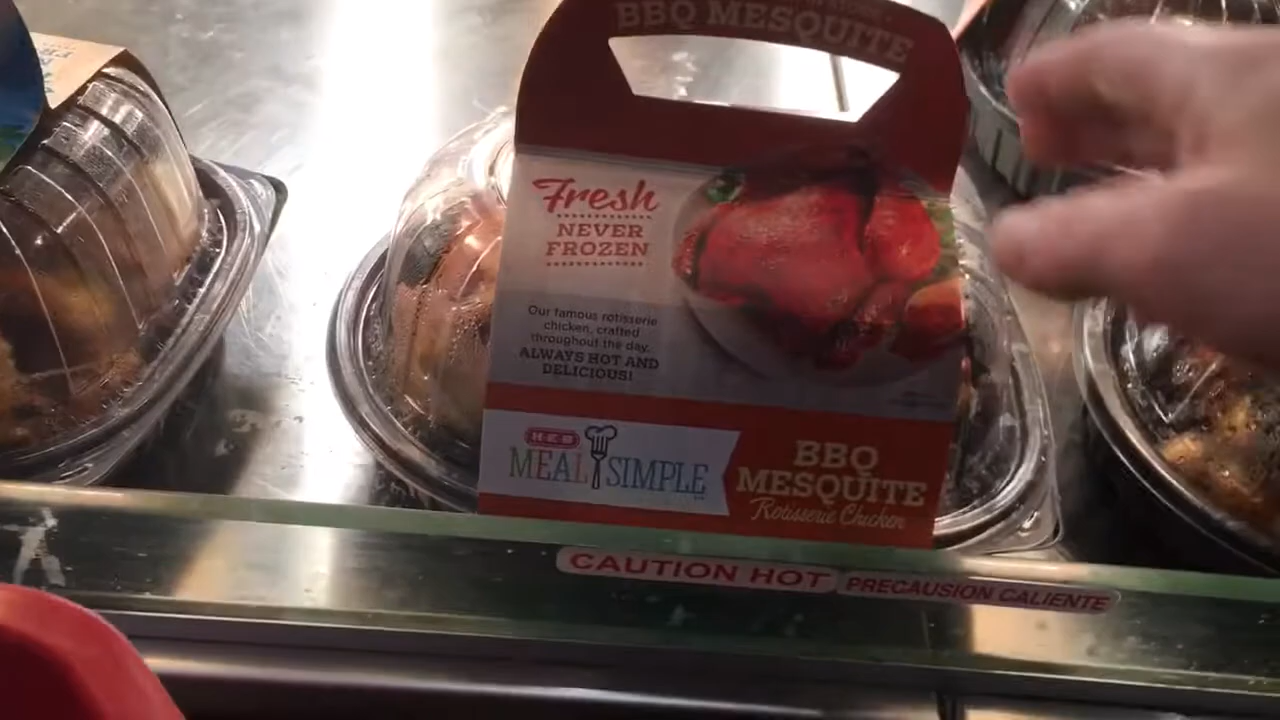 BBQ MESQUITE
Fresh
NEVER
FROZEN
Our famous rotisserie
chicken, crafted
throughout the day.
ALWAYS HOT AND
DELICIOUS!
H-E-B
MEAL SIMPLE
BBQ
MESQUITE
Rotisserie Chicken
CAUTION HOT
PRECAUSION CALIENTE